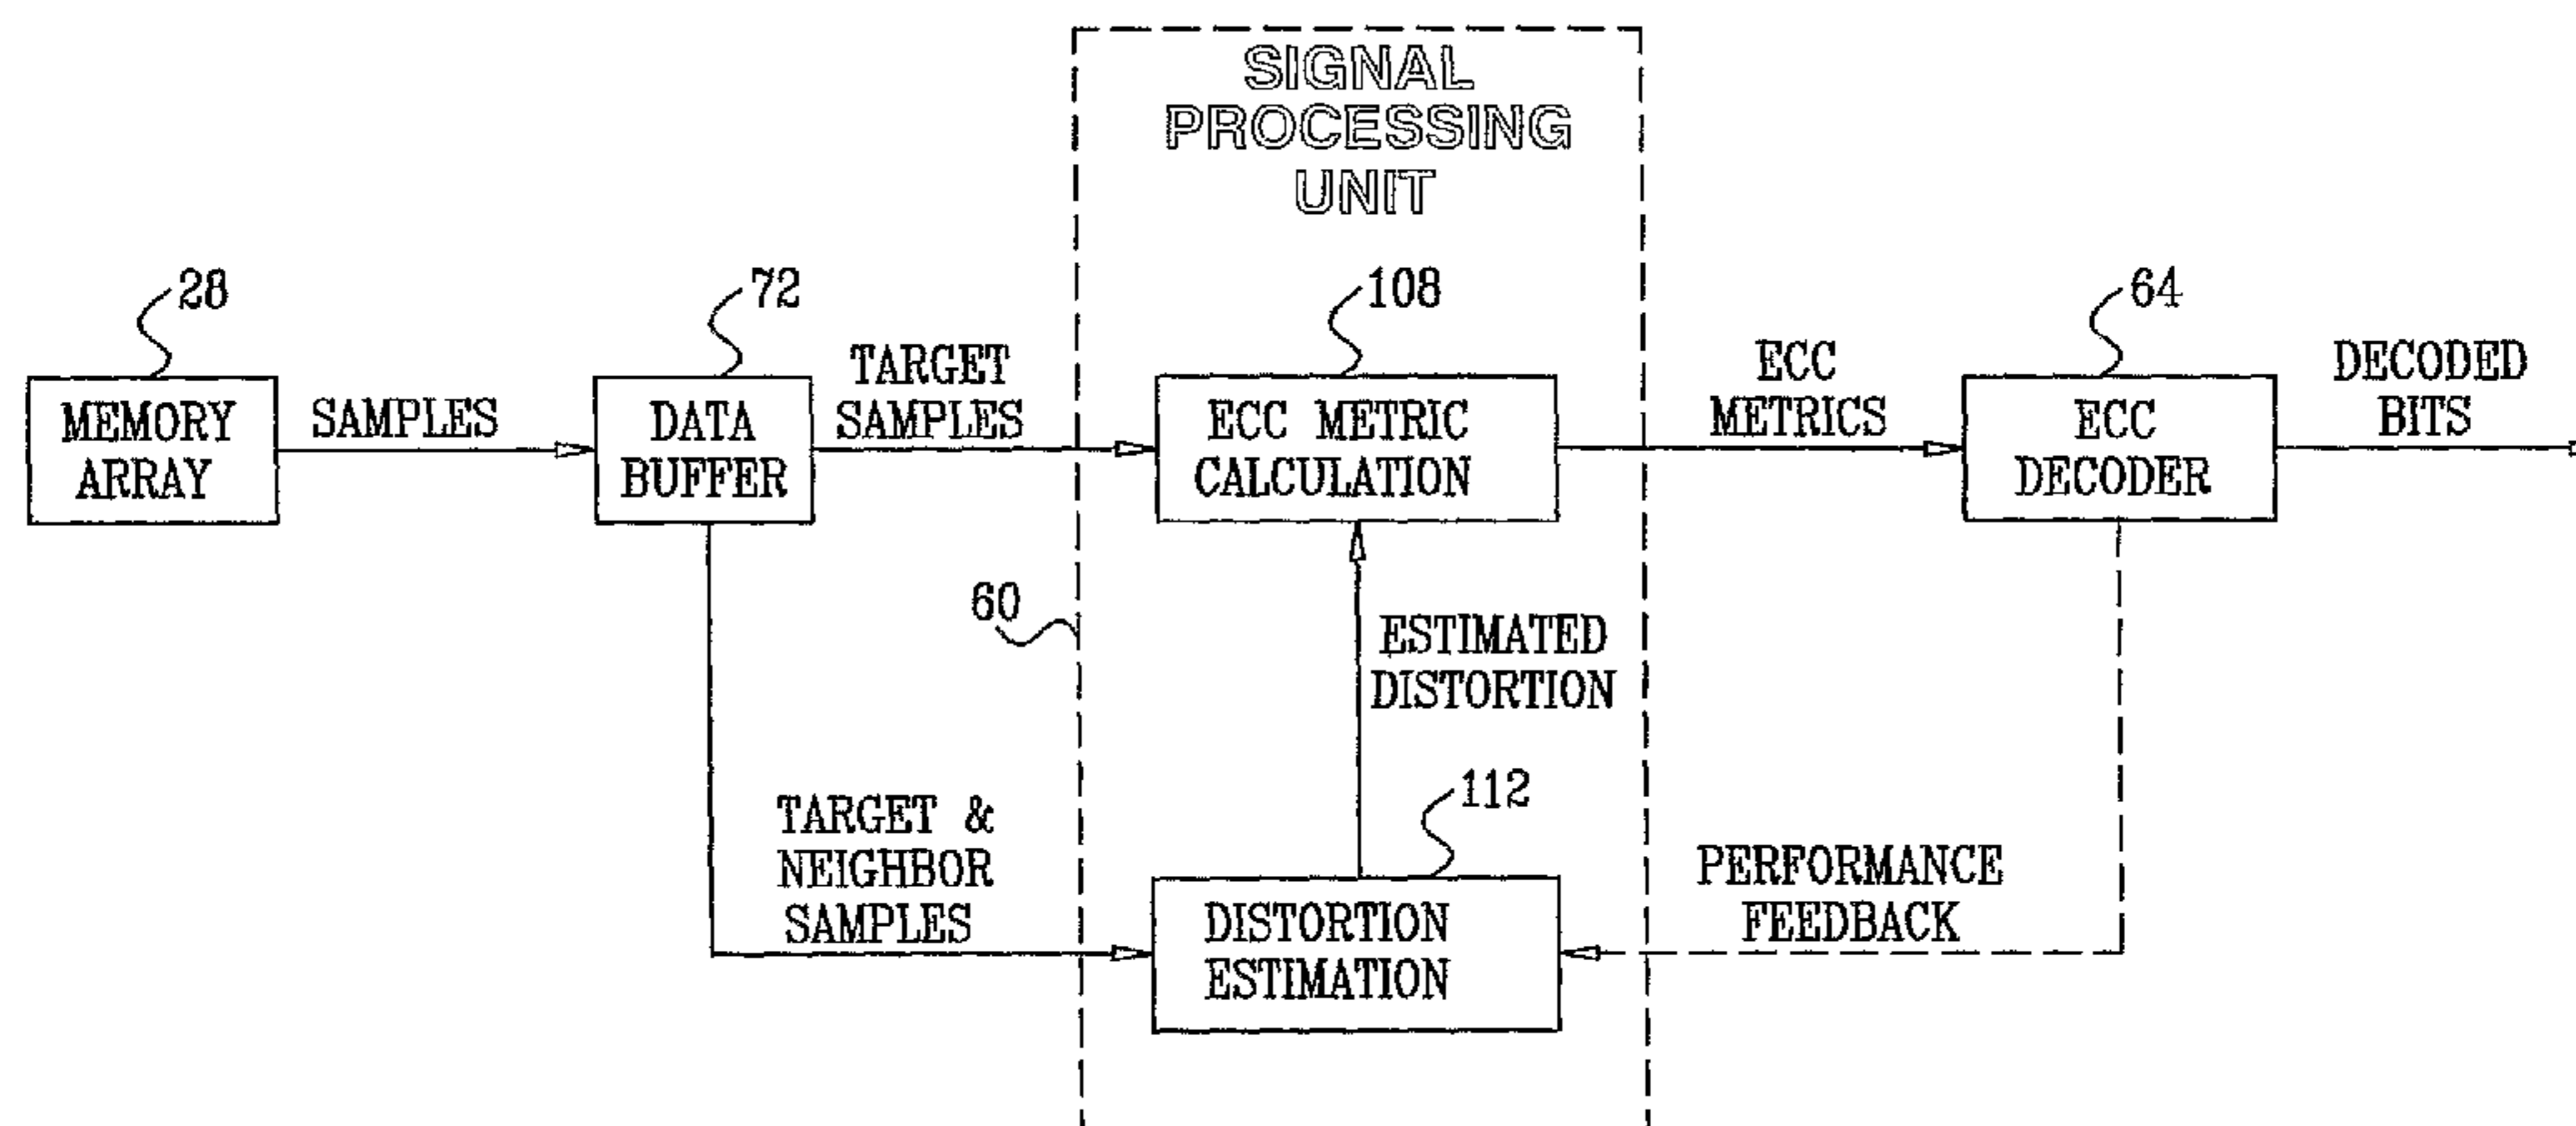 SIGNAL
PROCESSING
UNIT
28
72
108
64
MEMORY
ARRAY
SAMPLES
DATA
BUFFER
TARGET
SAMPLES
ECC METRIC
CALCULATION
ECC
METRICS
ECC
DECODER
DECODED
BITS
60
ESTIMATED
DISTORTION
112
TARGET &
NEIGHBOR
SAMPLES
DISTORTION
ESTIMATION
PERFORMANCE
FEEDBACK